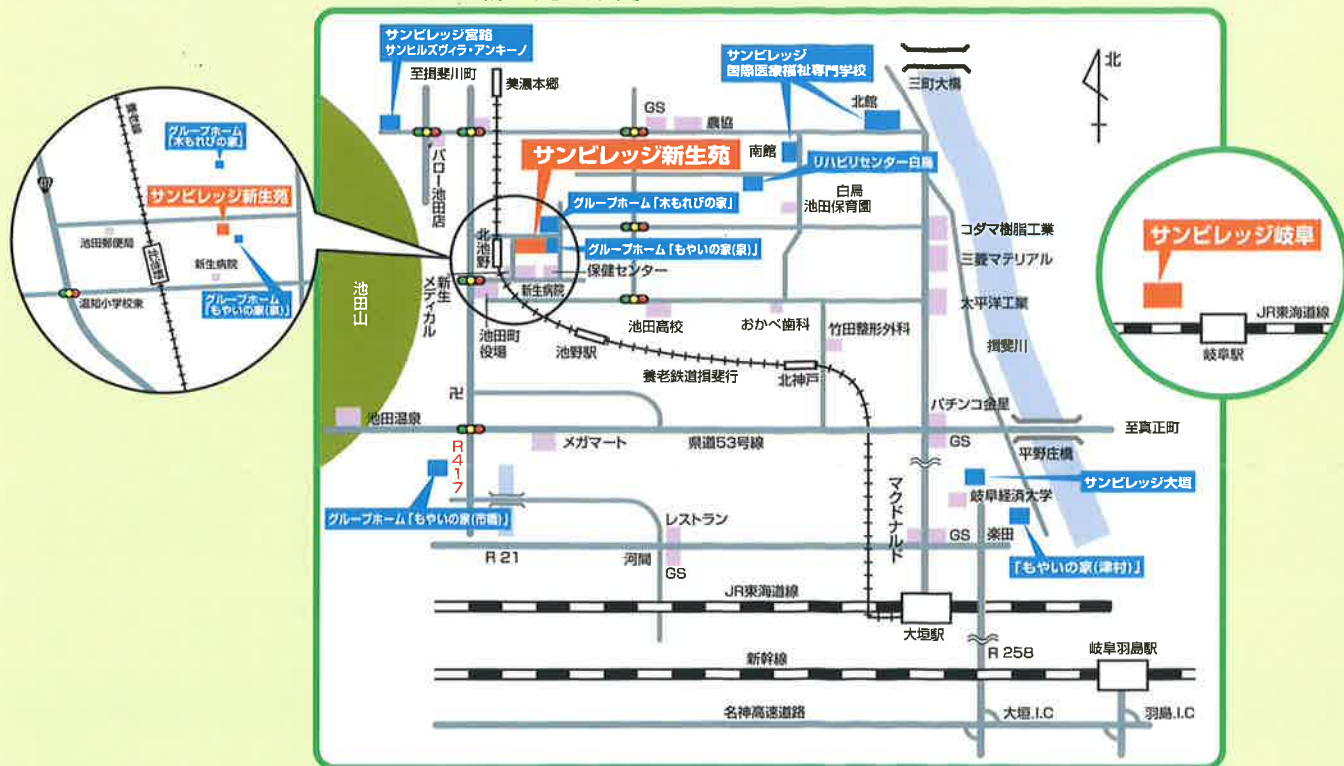 サンビレッジ宮路
サンヒルズヴィラ・アンキーノ
至揖斐川町
美濃本郷
サンビレッジ
国際医療福祉専門学校
三町大橋
北
北館
GS
農協
南館
バロー池田店
サンビレッジ新生苑
リハビリセンター白鳥
白鳥
池田保育園
グループホーム「木もれびの家」
グループホーム「もやいの家(泉)」
北池野
保健センター
新生病院
新生
メディカル
池田山
池田町
役場
池野駅
池田高校
おかべ歯科
竹田整形外科
コダマ樹脂工業
三菱マテリアル
太平洋工業
揖斐川
養老鉄道揖斐行
北神戸
卍
池田温泉
メガマート
県道53号線
パチンコ金星
GS
至真正町
平野庄橋
R417
グループホーム「もやいの家(市橋)」
R 21
河間
レストラン
GS
マクドナルド
GS
楽田
岐阜経済大学
サンビレッジ大垣
「もやいの家(津村)」
JR東海道線
大垣駅
R 258
新幹線
岐阜羽島駅
名神高速道路
大垣.I.C
羽島.I.C
養老線
グループホーム
「木もれびの家」
417
サンビレッジ新生苑
池田郵便局
北池野
新生病院
温知小学校東
グループホーム
「もやいの家(泉)」
サンビレッジ岐阜
JR東海道線
岐阜駅